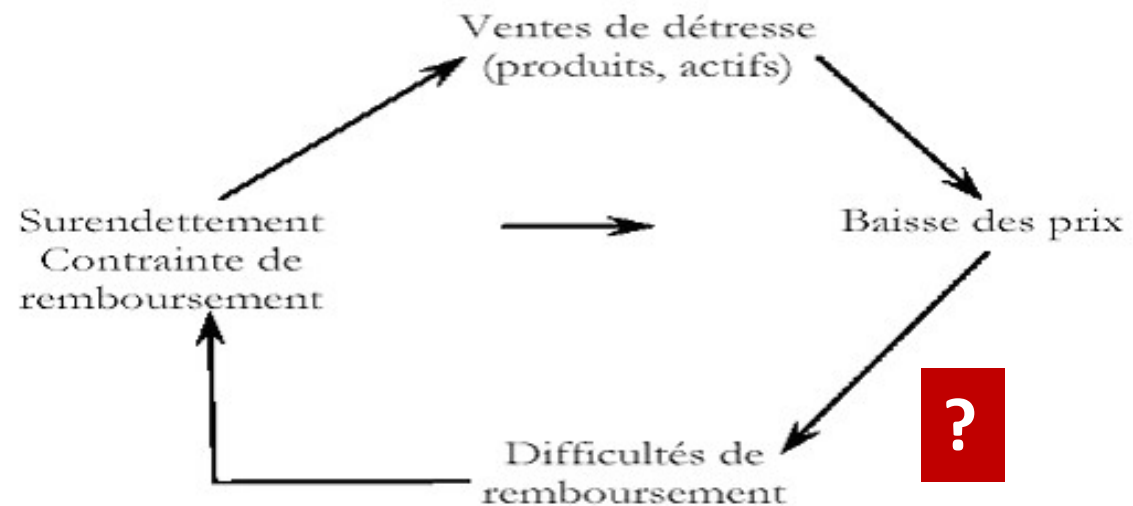 Ventes de détresse
(produits, actifs)
Surendettement
Contrainte de
remboursement
Baisse des prix
?
Difficultés de
remboursement